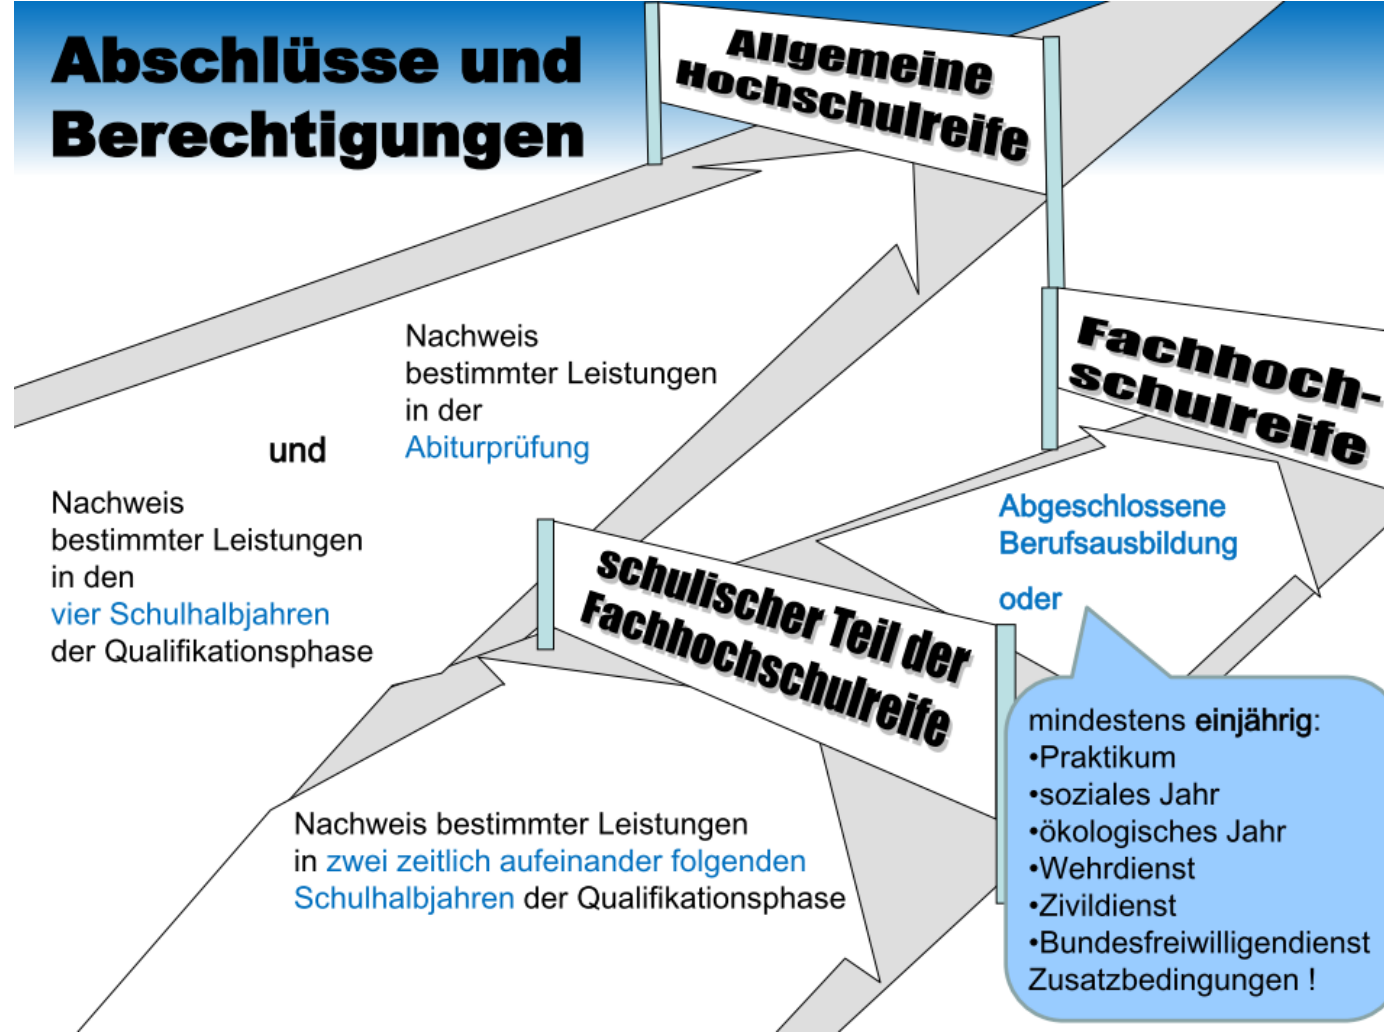 Abschlüsse und
Berechtigungen
Allgemeine
Hochschulreife
Fachhoch-
schulreife
Nachweis
bestimmter Leistungen
in der
Abiturprüfung
und
Nachweis
bestimmter Leistungen
in den
vier Schulhalbjahren
der Qualifikationsphase
Abgeschlossene
Berufsausbildung
oder
schulischer Teil der
Fachhochschulreife
mindestens einjährig:
•Praktikum
•soziales Jahr
•ökologisches Jahr
•Wehrdienst
•Zivildienst
•Bundesfreiwilligendienst
Zusatzbedingungen !
Nachweis bestimmter Leistungen
in zwei zeitlich aufeinander folgenden
Schulhalbjahren der Qualifikationsphase